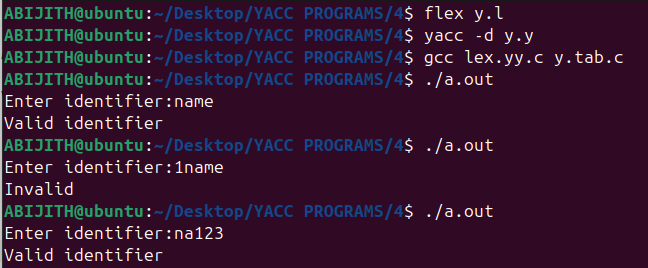 ABIJITH@ubuntu:~/Desktop/YACC PROGRAMS/4$ flex y.l
ABIJITH@ubuntu:~/Desktop/YACC PROGRAMS/4$ yacc -d y.y
ABIJITH@ubuntu:~/Desktop/YACC PROGRAMS/4$ gcc lex.yy.c y.tab.c
ABIJITH@ubuntu:~/Desktop/YACC PROGRAMS/4$ ./a.out
Enter identifier:name
Valid identifier
ABIJITH@ubuntu:~/Desktop/YACC PROGRAMS/4$ ./a.out
Enter identifier:1name
Invalid
ABIJITH@ubuntu:~/Desktop/YACC PROGRAMS/4$ ./a.out
Enter identifier:na123
Valid identifier